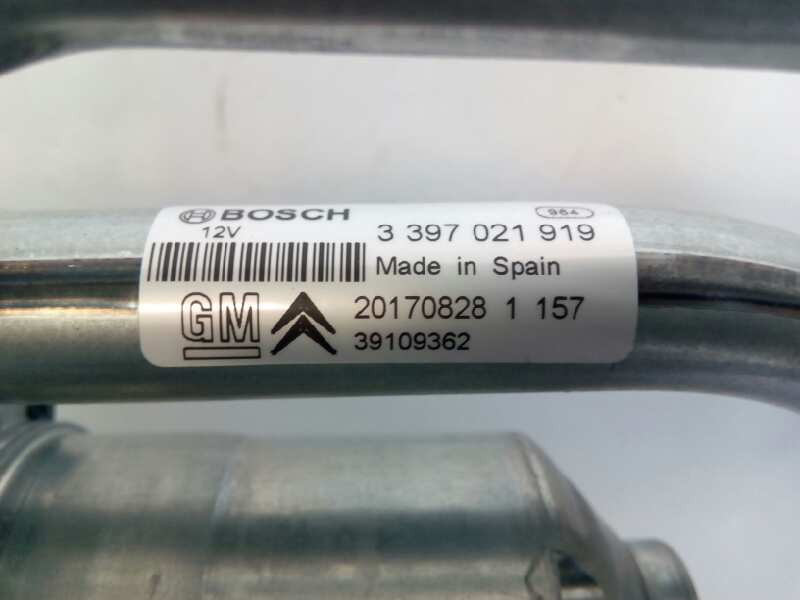 BOSCH 984
12V 3 397 021 919
Made in Spain
GM 20170828 1 157
39109362